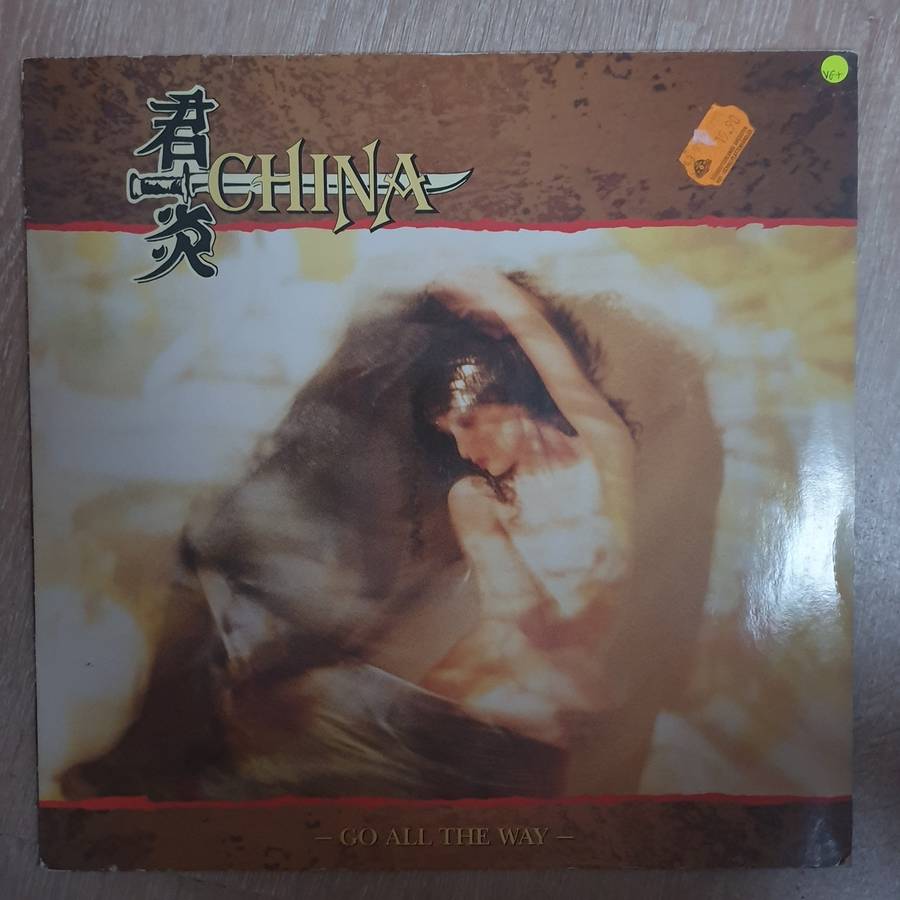 君
炎
CHINA
VG+
– GO ALL THE WAY –